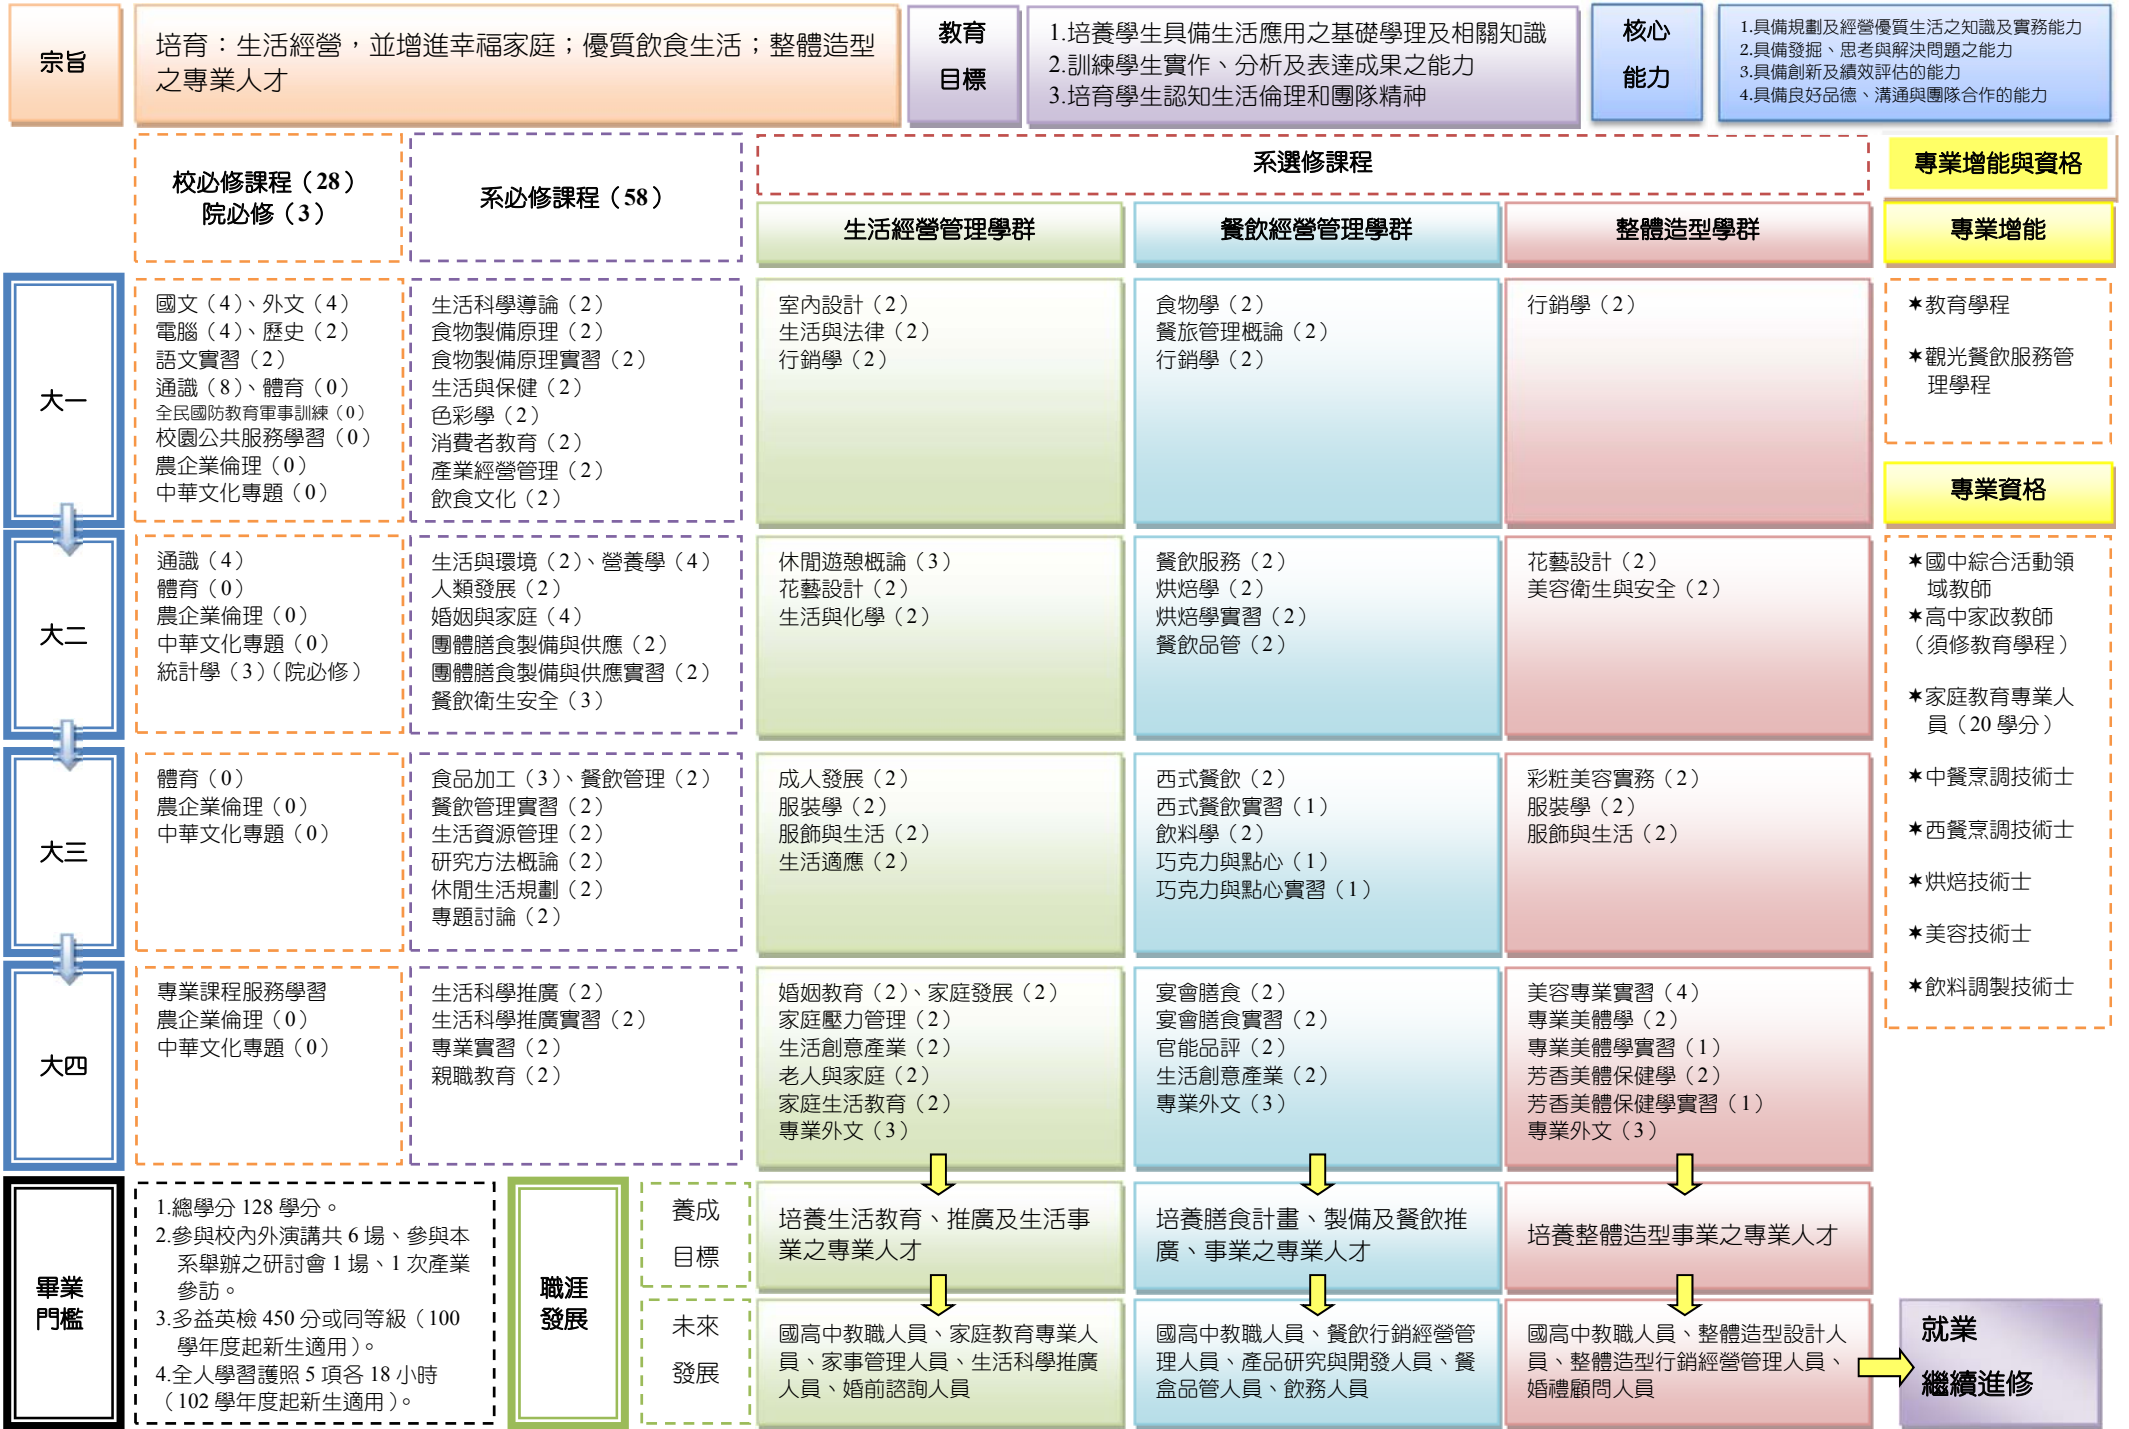 宗旨
培育：生活經營，並增進幸福家庭；優質飲食生活；整體造型
之專業人才
教育
目標
1.培養學生具備生活應用之基礎學理及相關知識
2.訓練學生實作、分析及表達成果之能力
3.培育學生認知生活倫理和團隊精神
核心
能力
1.具備規劃及經營優質生活之知識及實務能力
2.具備發掘、思考與解決問題之能力
3.具備創新及績效評估的能力
4.具備良好品德、溝通與團隊合作的能力
校必修課程（28）
院必修（3）
系必修課程（58）
系選修課程
專業增能與資格
生活經營管理學群
餐飲經營管理學群
整體造型學群
專業增能
大一
國文（4）、外文（4）
電腦（4）、歷史（2）
語文實習（2）
通識（8）、體育（0）
全民國防教育軍事訓練（0）
校園公共服務學習（0）
農企業倫理（0）
中華文化專題（0）
生活科學導論（2）
食物製備原理（2）
食物製備原理實習（2）
生活與保健（2）
色彩學（2）
消費者教育（2）
產業經營管理（2）
飲食文化（2）
室內設計（2）
生活與法律（2）
行銷學（2）
食物學（2）
餐旅管理概論（2）
行銷學（2）
行銷學（2）
★教育學程
★觀光餐飲服務管
理學程
專業資格
大二
通識（4）
體育（0）
農企業倫理（0）
中華文化專題（0）
統計學（3）（院必修）
生活與環境（2）、營養學（4）
人類發展（2）
婚姻與家庭（4）
團體膳食製備與供應（2）
團體膳食製備與供應實習（2）
餐飲衛生安全（3）
休閒遊憩概論（3）
花藝設計（2）
生活與化學（2）
餐飲服務（2）
烘焙學（2）
烘焙學實習（2）
餐飲品管（2）
花藝設計（2）
美容衛生與安全（2）
★國中綜合活動領
域教師
★高中家政教師
（須修教育學程）
★家庭教育專業人
員（20 學分）
★中餐烹調技術士
★西餐烹調技術士
★烘焙技術士
★美容技術士
★飲料調製技術士
大三
體育（0）
農企業倫理（0）
中華文化專題（0）
食品加工（3）、餐飲管理（2）
餐飲管理實習（2）
生活資源管理（2）
研究方法概論（2）
休閒生活規劃（2）
專題討論（2）
成人發展（2）
服裝學（2）
服飾與生活（2）
生活適應（2）
西式餐飲（2）
西式餐飲實習（1）
飲料學（2）
巧克力與點心（1）
巧克力與點心實習（1）
彩粧美容實務（2）
服裝學（2）
服飾與生活（2）
大四
專業課程服務學習
農企業倫理（0）
中華文化專題（0）
生活科學推廣（2）
生活科學推廣實習（2）
專業實習（2）
親職教育（2）
婚姻教育（2）、家庭發展（2）
家庭壓力管理（2）
生活創意產業（2）
老人與家庭（2）
家庭生活教育（2）
專業外文（3）
宴會膳食（2）
宴會膳食實習（2）
官能品評（2）
生活創意產業（2）
專業外文（3）
美容專業實習（4）
專業美體學（2）
專業美體學實習（1）
芳香美體保健學（2）
芳香美體保健學實習（1）
專業外文（3）
畢業
門檻
1.總學分 128 學分。
2.參與校內外演講共 6 場、參與本
系舉辦之研討會 1 場、1 次產業
參訪。
3.多益英檢 450 分或同等級（100
學年度起新生適用）。
4.全人學習護照 5 項各 18 小時
（102 學年度起新生適用）。
職涯
發展
養成
目標
培養生活教育、推廣及生活事
業之專業人才
培養膳食計畫、製備及餐飲推
廣、事業之專業人才
培養整體造型事業之專業人才
未來
發展
國高中教職人員、家庭教育專業人
員、家事管理人員、生活科學推廣
人員、婚前諮詢人員
國高中教職人員、餐飲行銷經營管
理人員、產品研究與開發人員、餐
盒品管人員、飲務人員
國高中教職人員、整體造型設計人
員、整體造型行銷經營管理人員、
婚禮顧問人員
就業
繼續進修